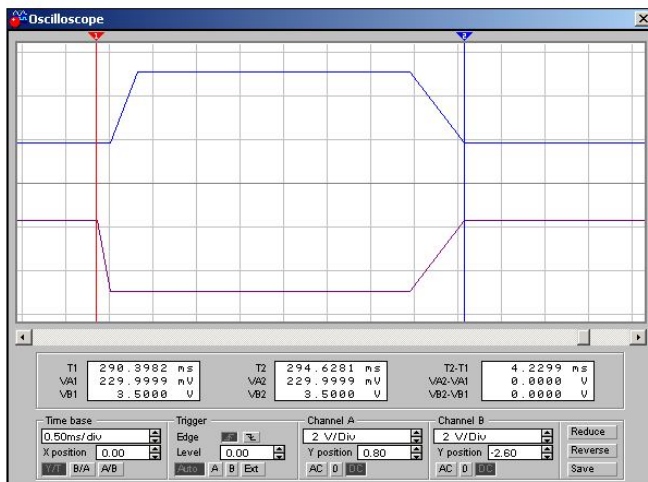 Oscilloscope
1
2
T1 290.3982 ms T2 294.6281 ms T2-T1 4.2299 ms
VA1 229.9999 mV VA2 229.9999 mV VA2-VA1 0.0000 V
VB1 3.5000 V VB2 3.5000 V VB2-VB1 0.0000 V
Time base Trigger Channel A Channel B
0.50ms/div Edge 2 V/Div 2 V/Div Reduce
X position 0.00 Level 0.00 Y position 0.80 Y position -2.60 Reverse
Y/T B/A A/B Auto A B Ext AC 0 DC AC 0 DC Save